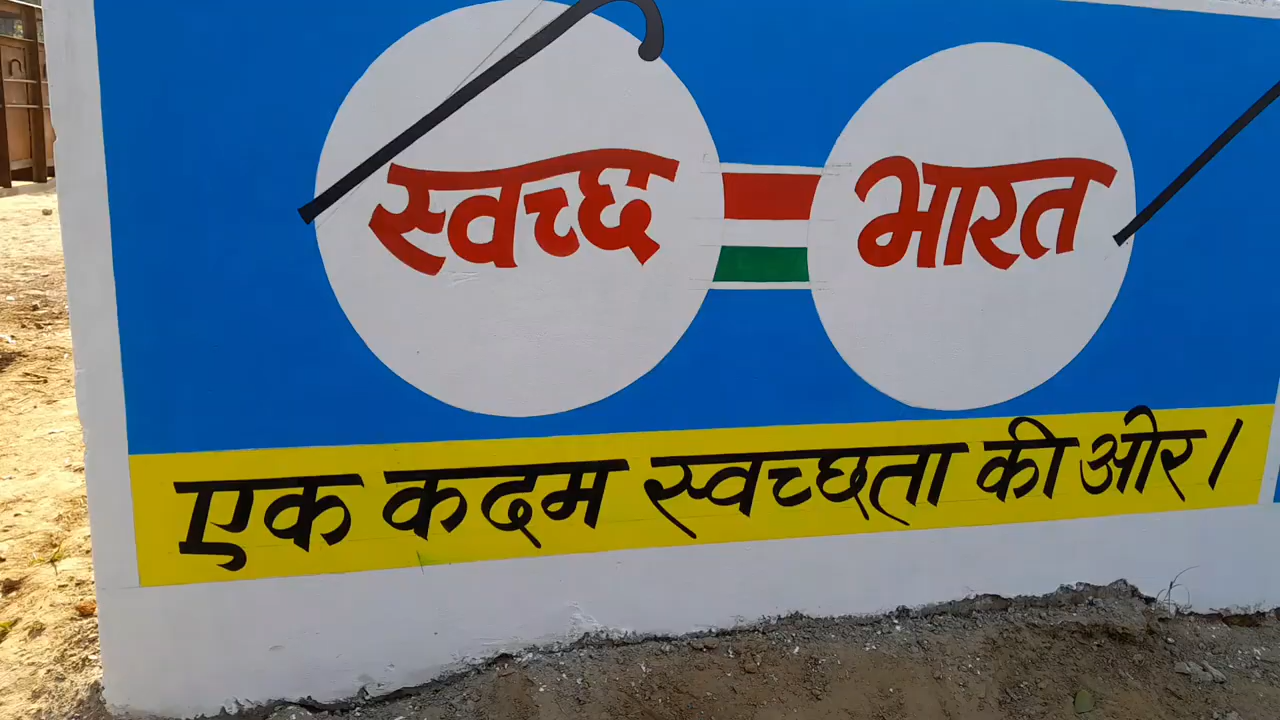 स्वच्छ भारत
एक कदम स्वच्छता की ओर।